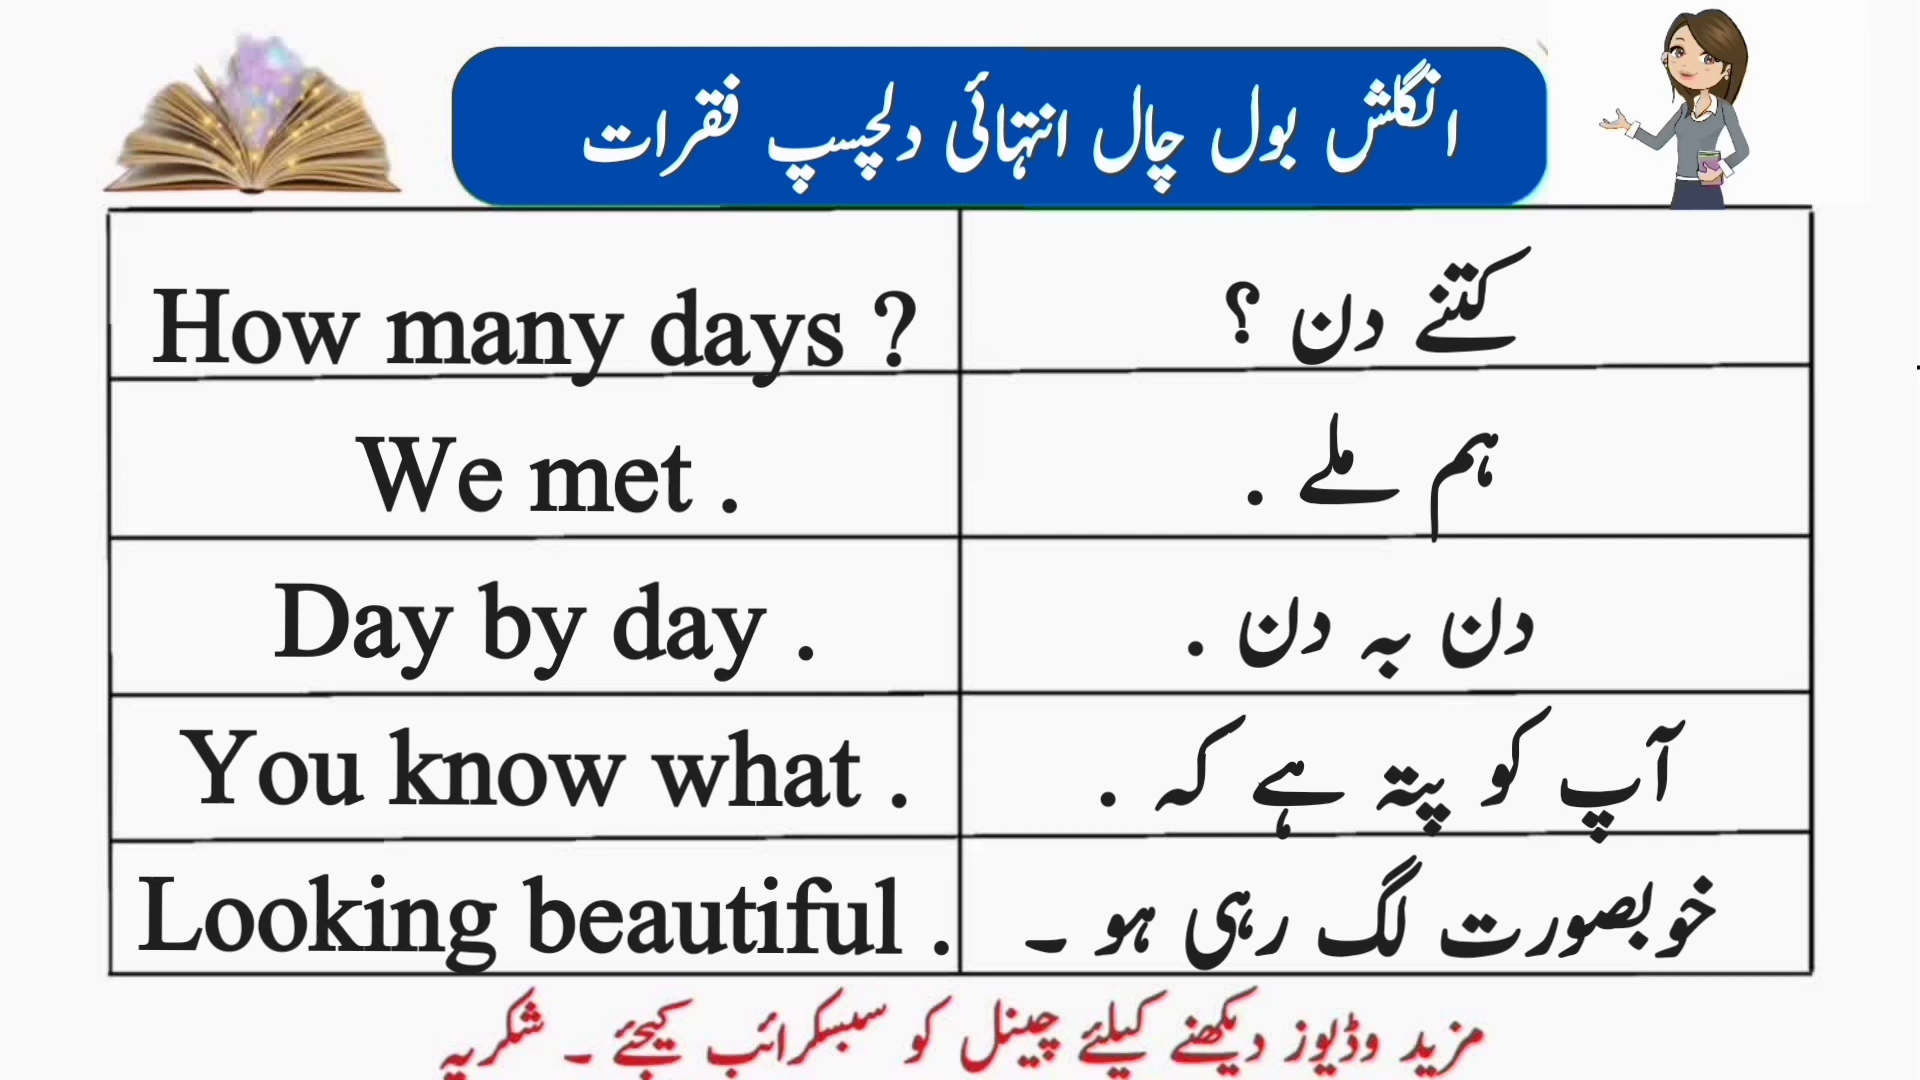 انگلش بول چال انتہائی دلچسپ فقرات
How many days ? کتنے دن ؟
We met . ہم ملے .
Day by day . دن بہ دن .
You know what . آپ کو پتہ ہے کہ .
Looking beautiful . خوبصورت لگ رہی ہو ۔
مزید وڈیوز دیکھنے کیلئے چینل کو سبسکرائب کیجئے ۔ شکریہ